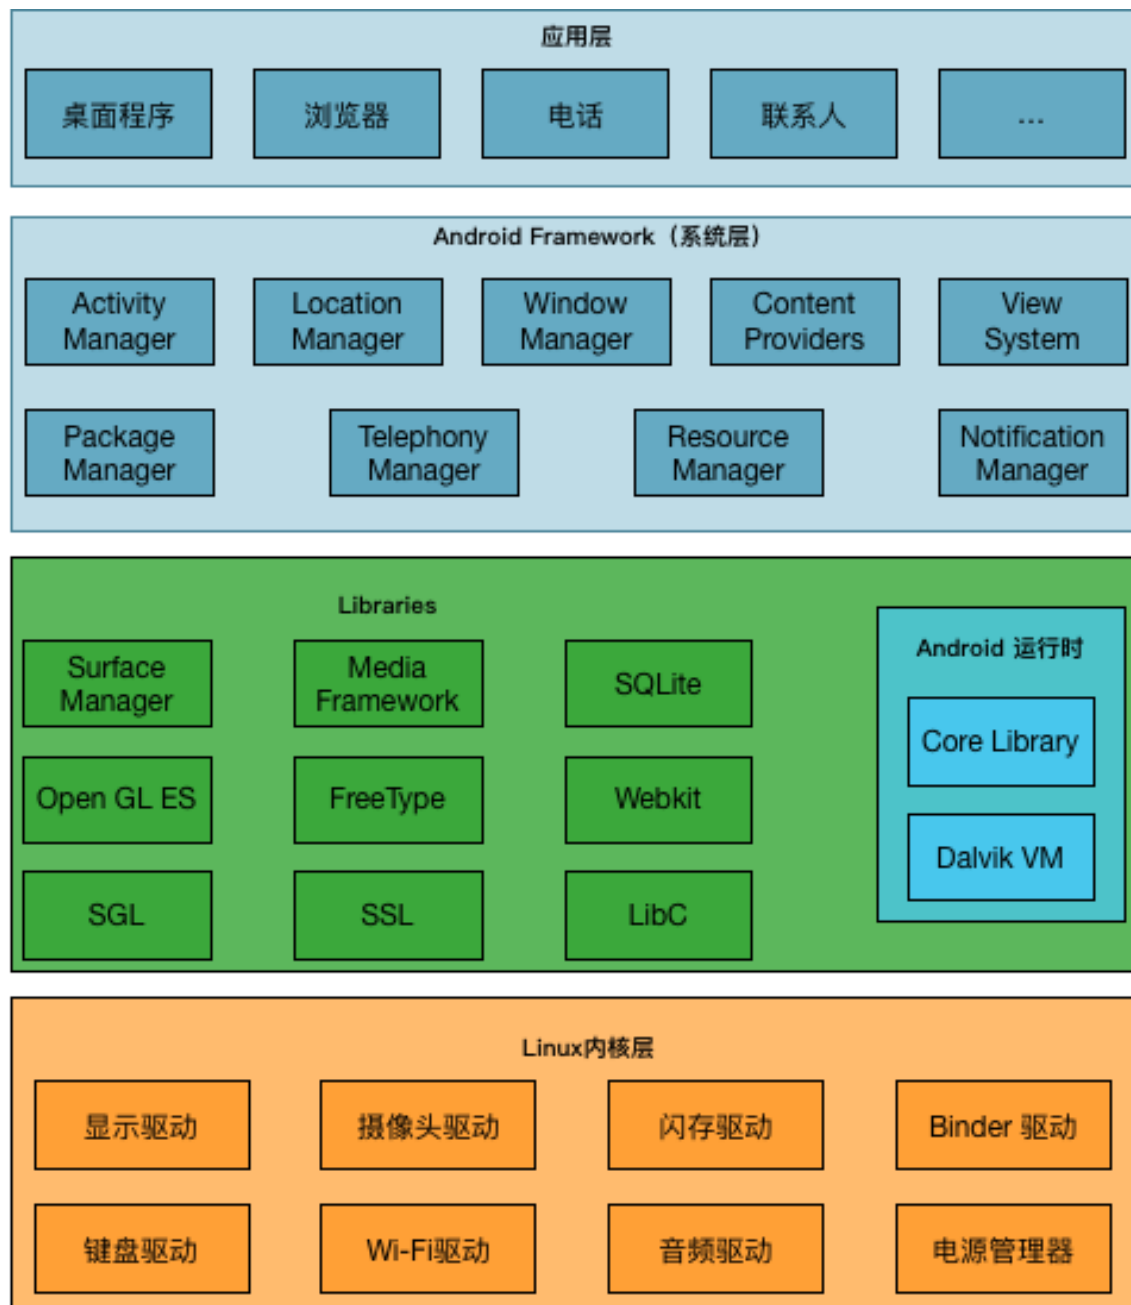 应用层
桌面程序
浏览器
电话
联系人
...
Android Framework（系统层）
Activity
Manager
Location
Manager
Window
Manager
Content
Providers
View
System
Package
Manager
Telephony
Manager
Resource
Manager
Notification
Manager
Libraries
Surface
Manager
Media
Framework
SQLite
Android 运行时
Core Library
Open GL ES
FreeType
Webkit
Dalvik VM
SGL
SSL
LibC
Linux内核层
显示驱动
摄像头驱动
闪存驱动
Binder 驱动
键盘驱动
Wi-Fi驱动
音频驱动
电源管理器